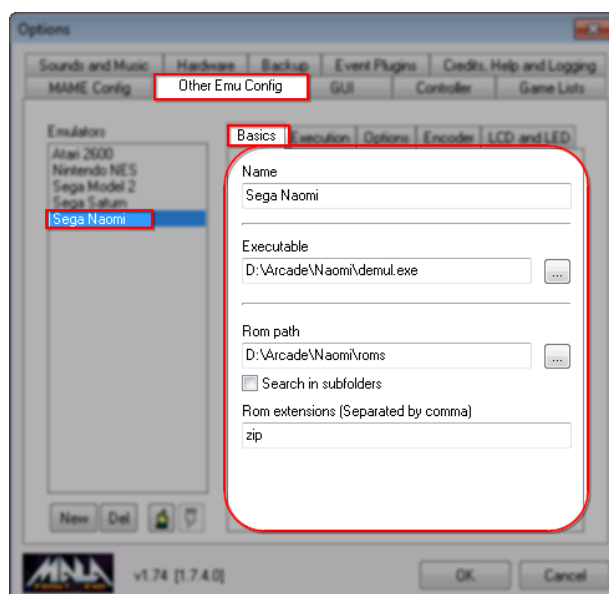 Options
Sounds and Music Hardware Backup Event Plugins Credits, Help and Logging
MAME Config Other Emu Config GUI Controller Game Lists
Emulators
Atari 2600
Nintendo NES
Sega Model 2
Sega Saturn
Sega Naomi
Basics Execution Options Encoder LCD and LED
Name
Sega Naomi
Executable
D:\Arcade\Naomi\demul.exe
...
Rom path
D:\Arcade\Naomi\roms
...
Search in subfolders
Rom extensions (Separated by comma)
zip
New Del
MALA v1.74 [1.7.4.0] OK Cancel